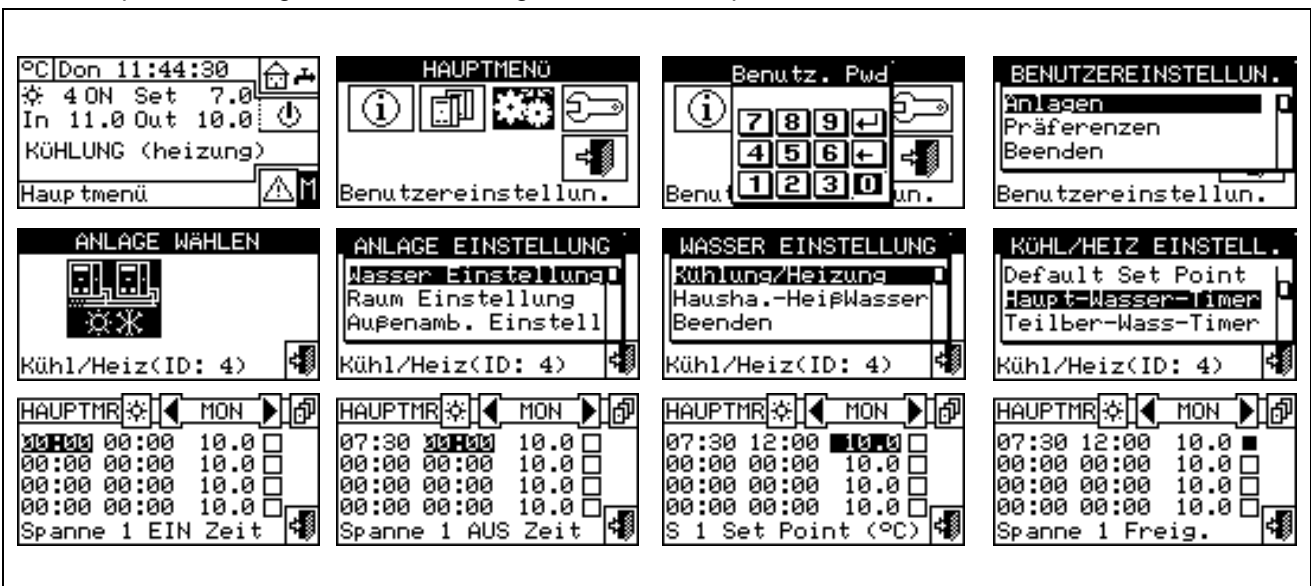 °C Don 11:44:30
4 ON Set 7.0
In 11.0 Out 10.0
KÜHLUNG (heizung)
Hauptmenü M
HAUPTMENÜ
i
Benutzereinstellun.
Benutz. Pwd
i
7 8 9
4 5 6
1 2 3 0
Benut un.
BENUTZEREINSTELLUN.
Anlagen
Präferenzen
Beenden
Benutzereinstellun.
ANLAGE WÄHLEN
Kühl/Heiz(ID: 4)
ANLAGE EINSTELLUNG
Wasser Einstellung
Raum Einstellung
Außenamb. Einstell
Kühl/Heiz(ID: 4)
WASSER EINSTELLUNG
Kühlung/Heizung
Hausha.-HeißWasser
Beenden
Kühl/Heiz(ID: 4)
KÜHL/HEIZ EINSTELL.
Default Set Point
Haupt-Wasser-Timer
Teilber-Wass-Timer
Kühl/Heiz(ID: 4)
HAUPTMR MON
00:00 00:00 10.0
00:00 00:00 10.0
00:00 00:00 10.0
00:00 00:00 10.0
Spanne 1 EIN Zeit
HAUPTMR MON
07:30 00:00 10.0
00:00 00:00 10.0
00:00 00:00 10.0
00:00 00:00 10.0
Spanne 1 AUS Zeit
HAUPTMR MON
07:30 12:00 10.0
00:00 00:00 10.0
00:00 00:00 10.0
00:00 00:00 10.0
S 1 Set Point (°C)
HAUPTMR MON
07:30 12:00 10.0
00:00 00:00 10.0
00:00 00:00 10.0
00:00 00:00 10.0
Spanne 1 Freig.